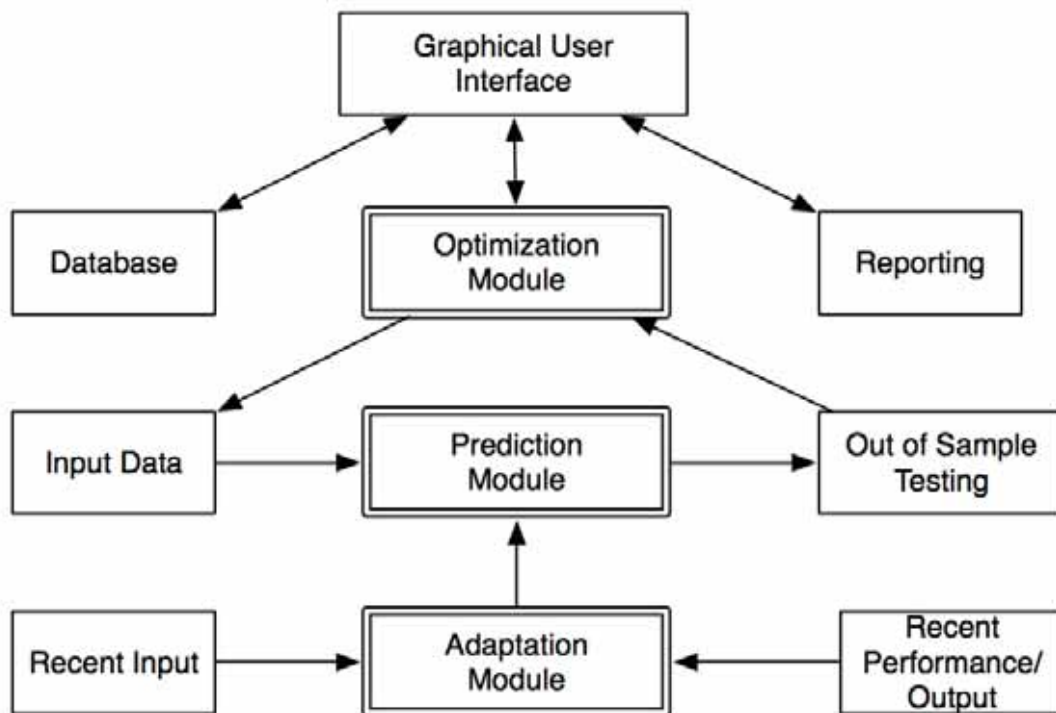 Graphical User
Interface
Database
Optimization
Module
Reporting
Input Data
Prediction
Module
Out of Sample
Testing
Recent Input
Adaptation
Module
Recent
Performance/
Output